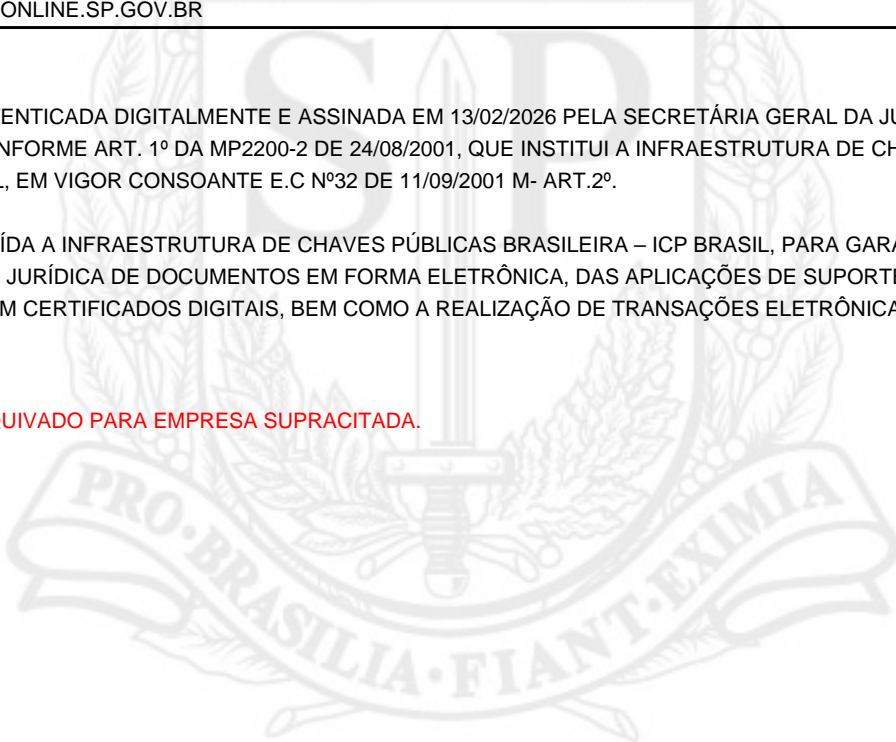 ONLINE.SP.GOV.BR
ENTICADA DIGITALMENTE E ASSINADA EM 13/02/2026 PELA SECRETÁRIA GERAL DA JU
NFORME ART. 1º DA MP2200-2 DE 24/08/2001, QUE INSTITUI A INFRAESTRUTURA DE CH
L, EM VIGOR CONSOANTE E.C Nº32 DE 11/09/2001 M- ART.2º.
ÍDA A INFRAESTRUTURA DE CHAVES PÚBLICAS BRASILEIRA – ICP BRASIL, PARA GARA
JURÍDICA DE DOCUMENTOS EM FORMA ELETRÔNICA, DAS APLICAÇÕES DE SUPORTE
M CERTIFICADOS DIGITAIS, BEM COMO A REALIZAÇÃO DE TRANSAÇÕES ELETRÔNICA
QUIVADO PARA EMPRESA SUPRACITADA.
SP
PRO·BRASILIA·FIANT·EXIMIA